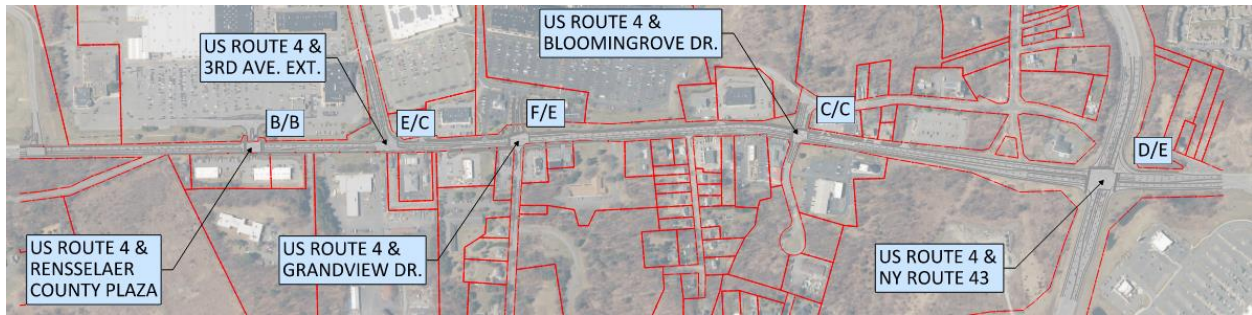 US ROUTE 4 &
3RD AVE. EXT.
US ROUTE 4 &
BLOOMINGROVE DR.
B/B
E/C
F/E
C/C
D/E
US ROUTE 4 &
RENSSELAER
COUNTY PLAZA
US ROUTE 4 &
GRANDVIEW DR.
US ROUTE 4 &
NY ROUTE 43